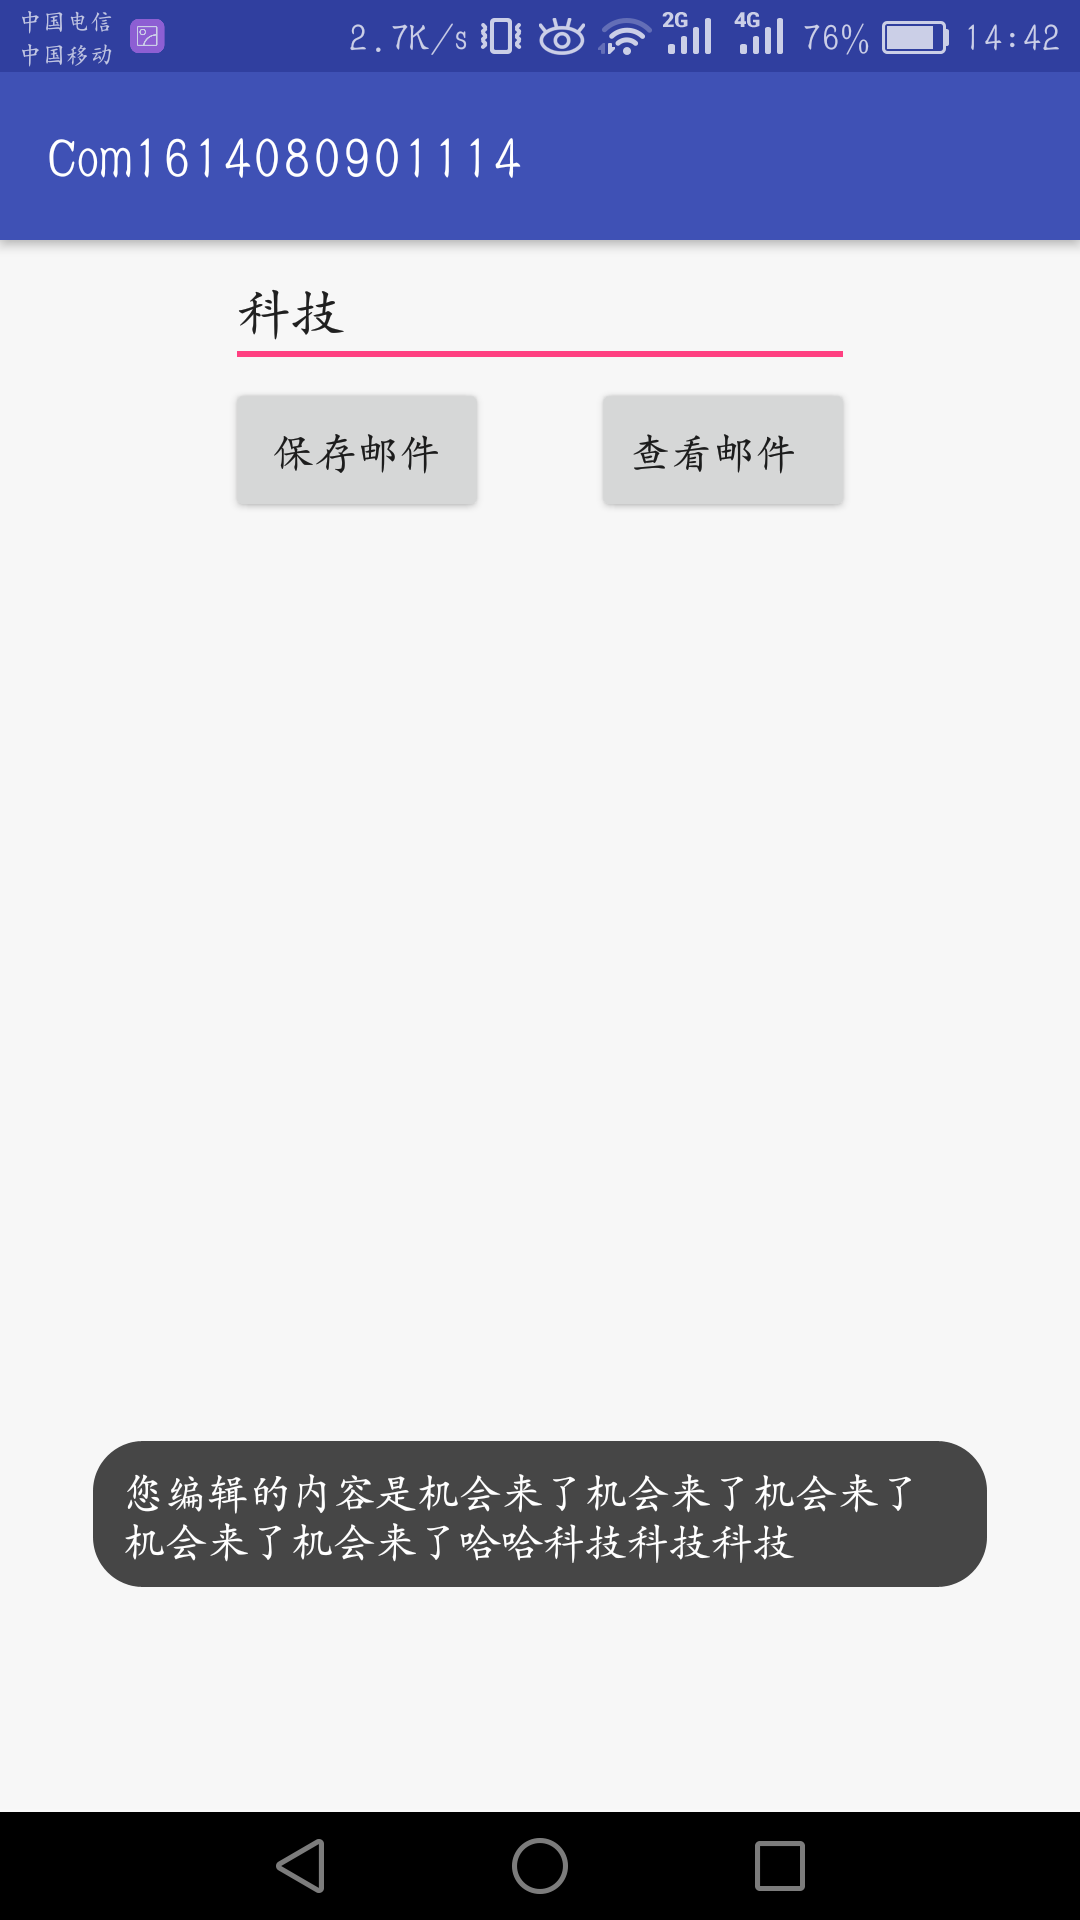 中国电信
中国移动
2.7K/s 2G 4G 76% 14:42
Com1614080901114
科技
保存邮件 查看邮件
您编辑的内容是机会来了机会来了机会来了
机会来了机会来了哈哈科技科技科技